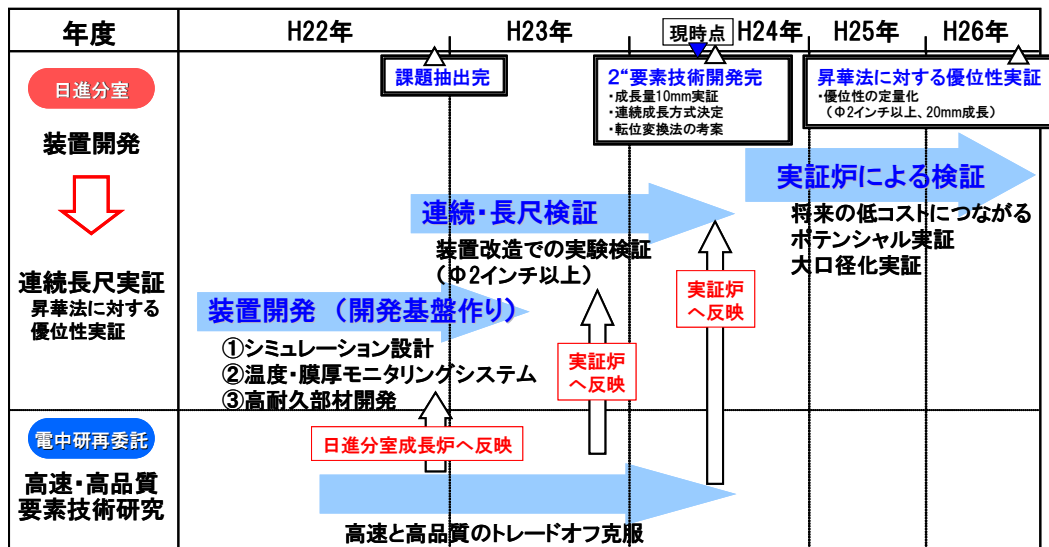 年度
H22年
H23年
現時点
H24年
H25年
H26年
日進分室
装置開発
連続長尺実証
昇華法に対する
優位性実証
課題抽出完
2“要素技術開発完
・成長量10mm実証
・連続成長方式決定
・転位変換法の考案
昇華法に対する優位性実証
・優位性の定量化
（Φ2インチ以上、20mm成長）
実証炉による検証
将来の低コストにつながる
ポテンシャル実証
大口径化実証
連続・長尺検証
装置改造での実験検証
（Φ2インチ以上）
実証炉
へ反映
装置開発 （開発基盤作り）
①シミュレーション設計
②温度・膜厚モニタリングシステム
③高耐久部材開発
実証炉
へ反映
電中研再委託
高速・高品質
要素技術研究
日進分室成長炉へ反映
高速と高品質のトレードオフ克服